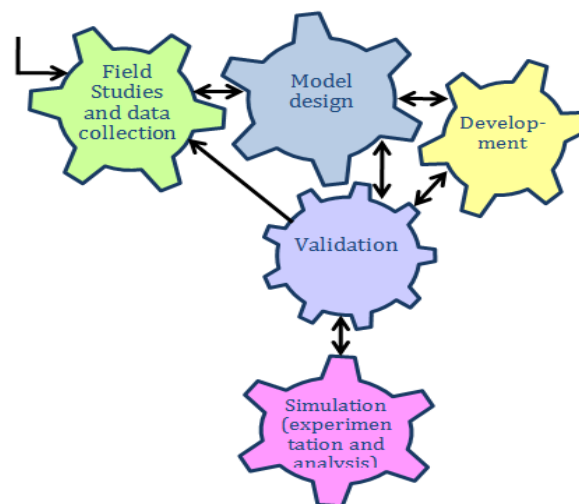 Field
Studies
and data
collection
Model
design
Develop-
ment
Validation
Simulation
(experimen
tation and
analysis)